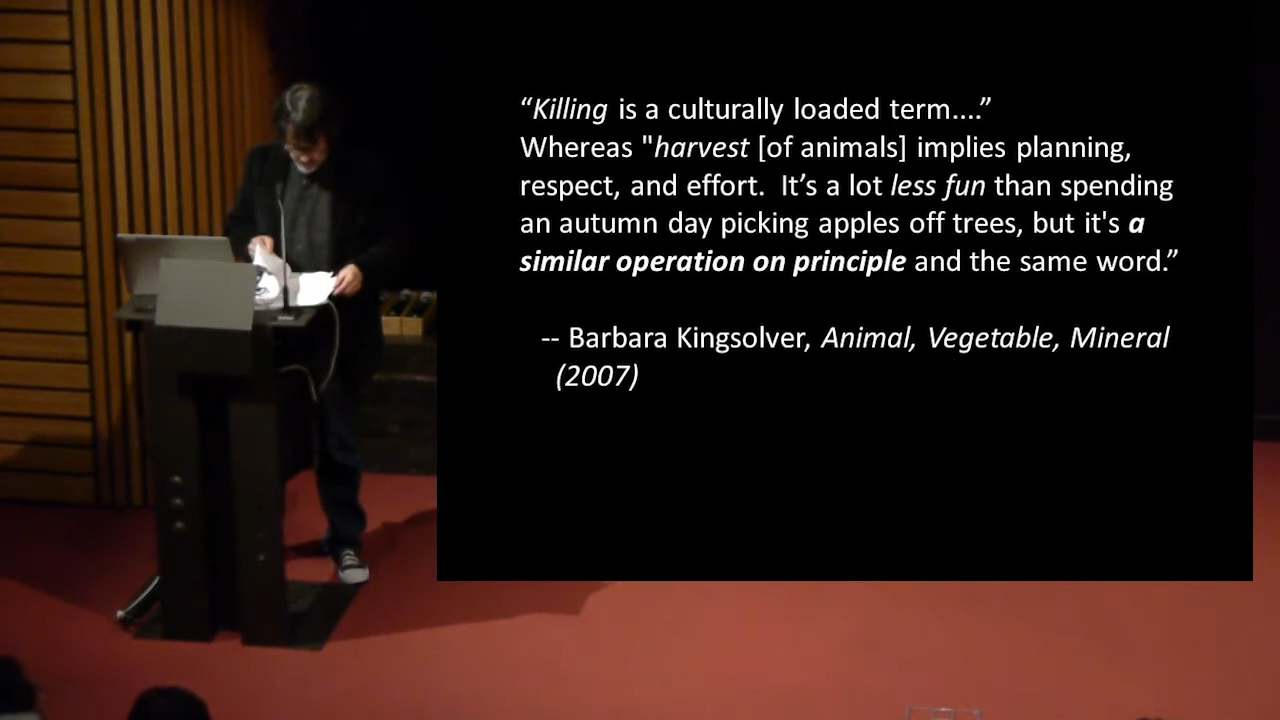 “Killing is a culturally loaded term....”
Whereas "harvest [of animals] implies planning,
respect, and effort.  It’s a lot less fun than spending
an autumn day picking apples off trees, but it's a
similar operation on principle and the same word.”
-- Barbara Kingsolver, Animal, Vegetable, Mineral
(2007)